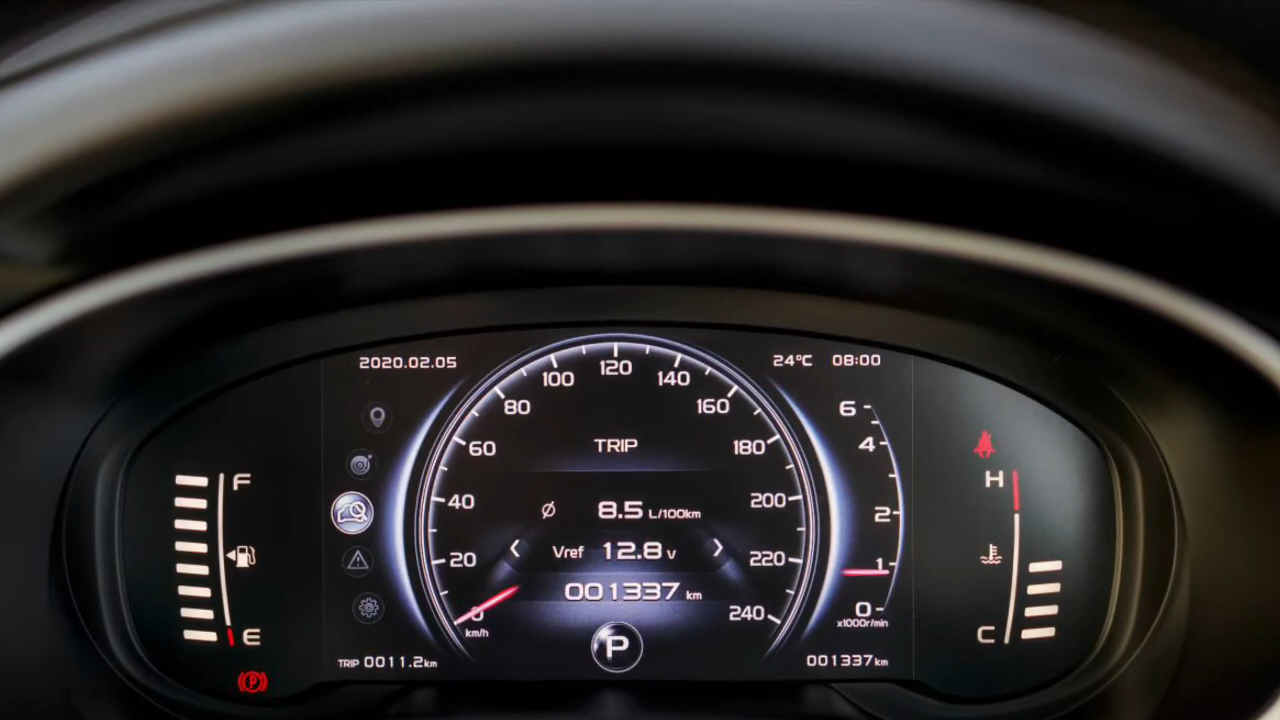 2020.02.05
24°C 08:00
20
40
60
80
100
120
140
160
180
200
220
240
0
km/h
TRIP
Ø 8.5 L/100km
Vref 12.8 v
001337 km
P
6
4
2
1
0
x1000r/min
F
E
H
C
(P)
TRIP 0011.2km
001337km